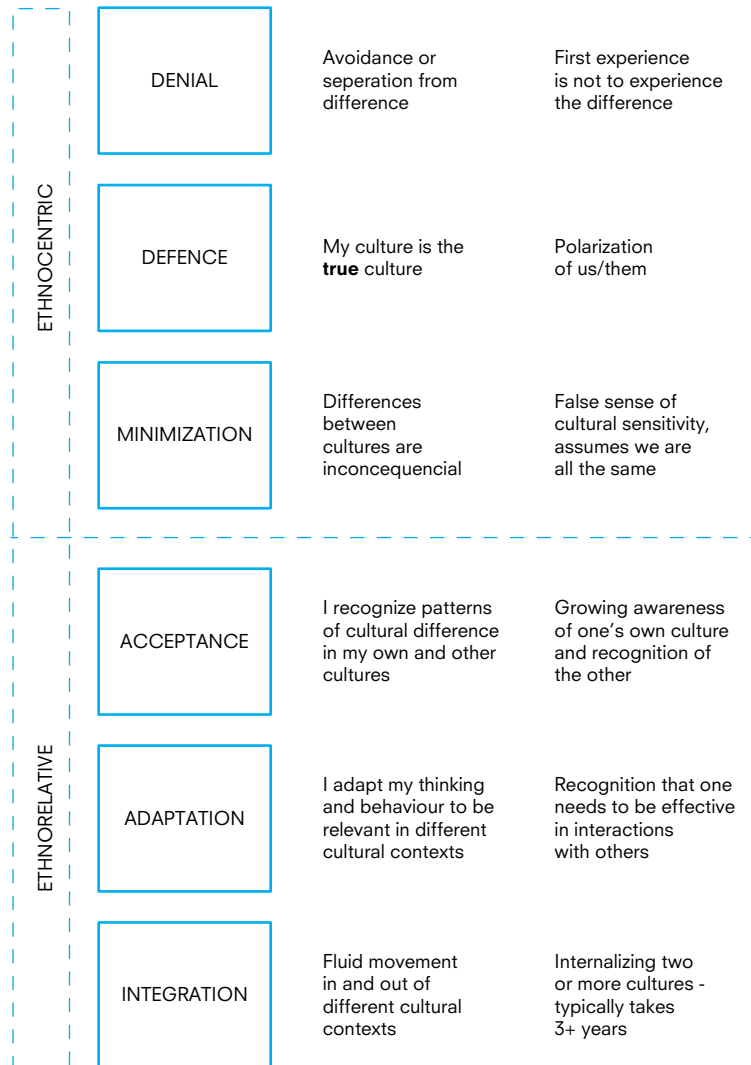 ETHNOCENTRIC
DENIAL
Avoidance or
seperation from
difference
First experience
is not to experience
the difference
DEFENCE
My culture is the
true culture
Polarization
of us/them
MINIMIZATION
Differences
between
cultures are
inconcequencial
False sense of
cultural sensitivity,
assumes we are
all the same
ETHNORELATIVE
ACCEPTANCE
I recognize patterns
of cultural difference
in my own and other
cultures
Growing awareness
of one’s own culture
and recognition of
the other
ADAPTATION
I adapt my thinking
and behaviour to be
relevant in different
cultural contexts
Recognition that one
needs to be effective
in interactions
with others
INTEGRATION
Fluid movement
in and out of
different cultural
contexts
Internalizing two
or more cultures -
typically takes
3+ years